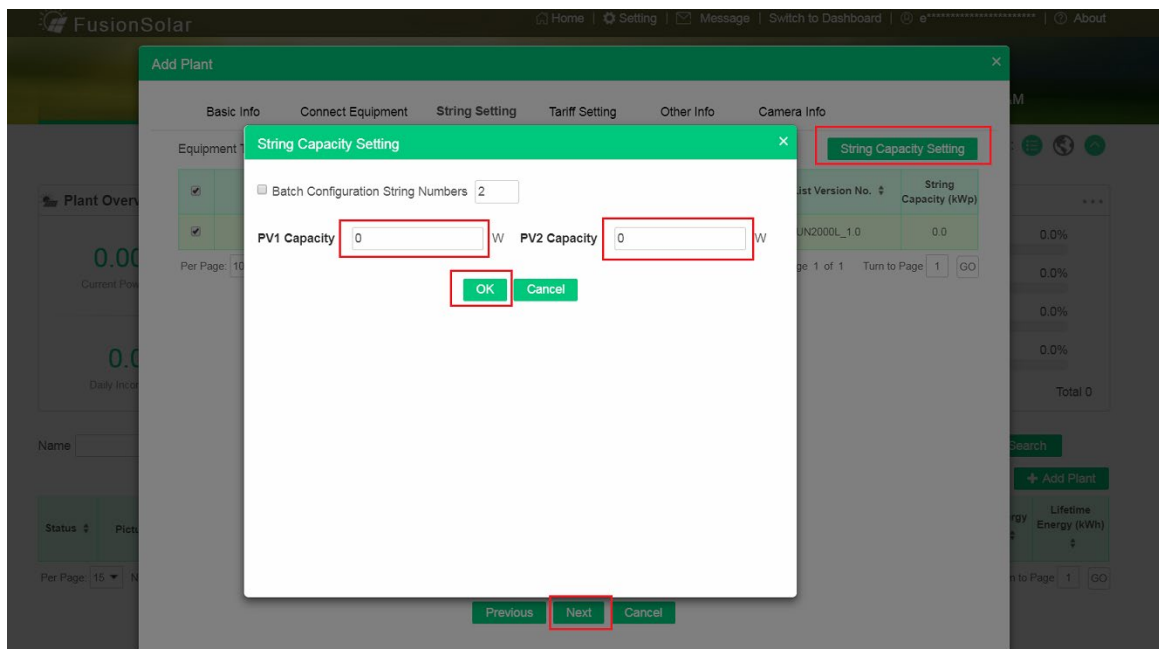 FusionSolar
Home | Setting | Message | Switch to Dashboard | e************************ | About
Add Plant
Basic Info Connect Equipment String Setting Tariff Setting Other Info Camera Info
AM
Equipment String Capacity Setting
String Capacity Setting
List Version No. String Capacity (kWp)
Batch Configuration String Numbers 2
Plant Overv
PV1 Capacity 0 W PV2 Capacity 0 W
UN2000L_1.0 0.0
0.0%
0.00
Per Page: 10
ge 1 of 1 Turn to Page 1 GO
Current Pow
OK Cancel
0.0%
0.0%
0.0
0.0%
Daily Incor
Total 0
Name
Search
+ Add Plant
Status Pictu
rgy Lifetime Energy (kWh)
Per Page: 15 N
n to Page 1 GO
Previous Next Cancel